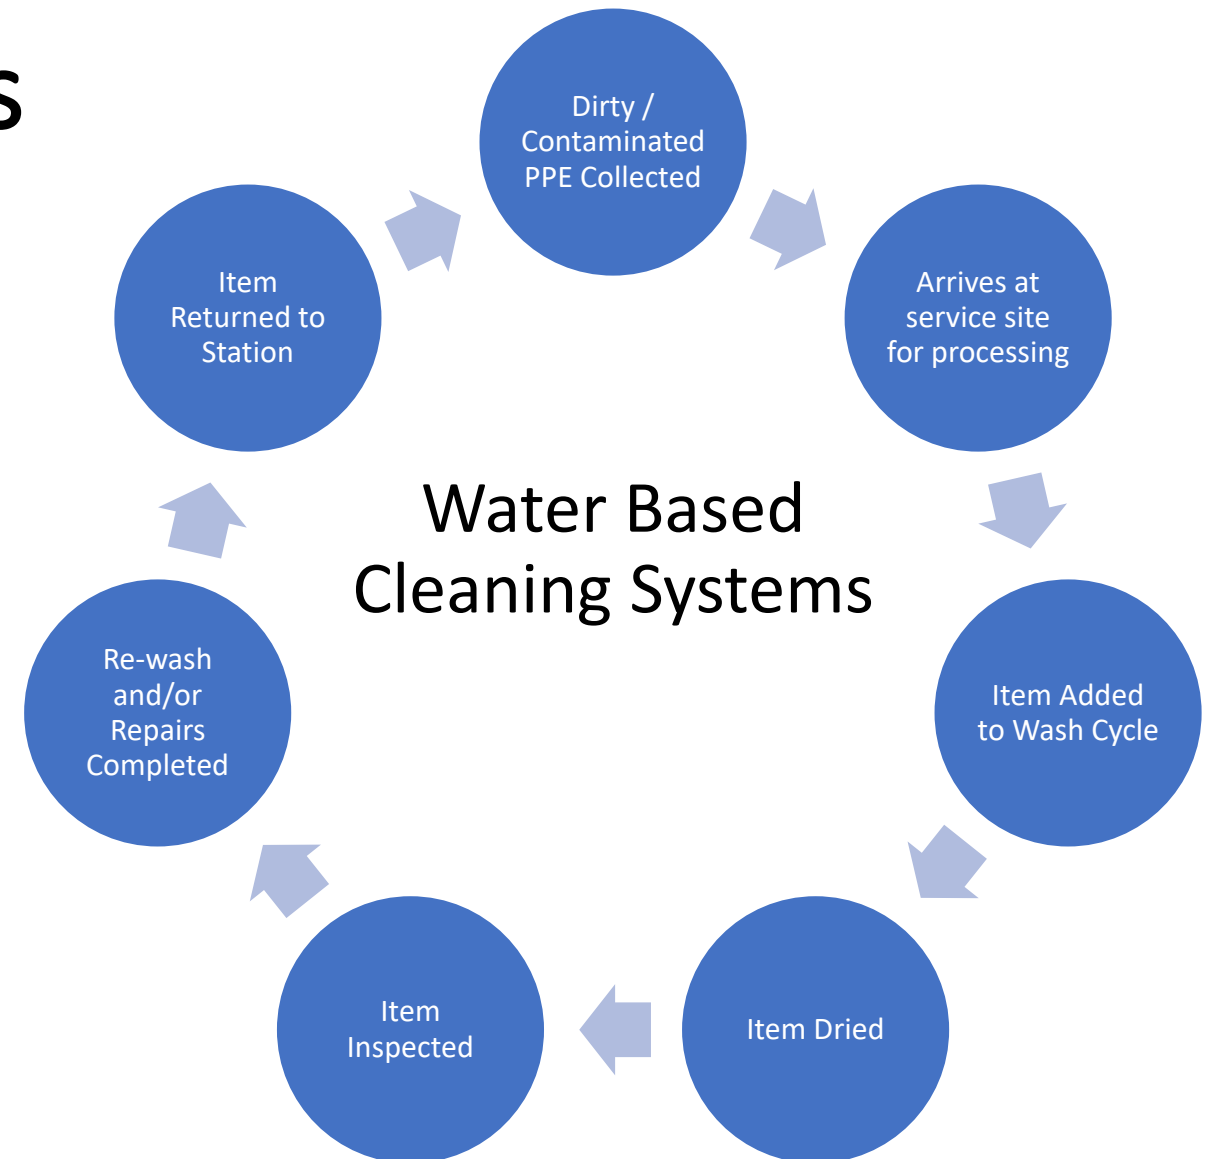 s
Dirty /
Contaminated
PPE Collected
Arrives at
service site
for processing
Item Added
to Wash Cycle
Item Dried
Item
Inspected
Re-wash
and/or
Repairs
Completed
Item
Returned to
Station
Water Based
Cleaning Systems